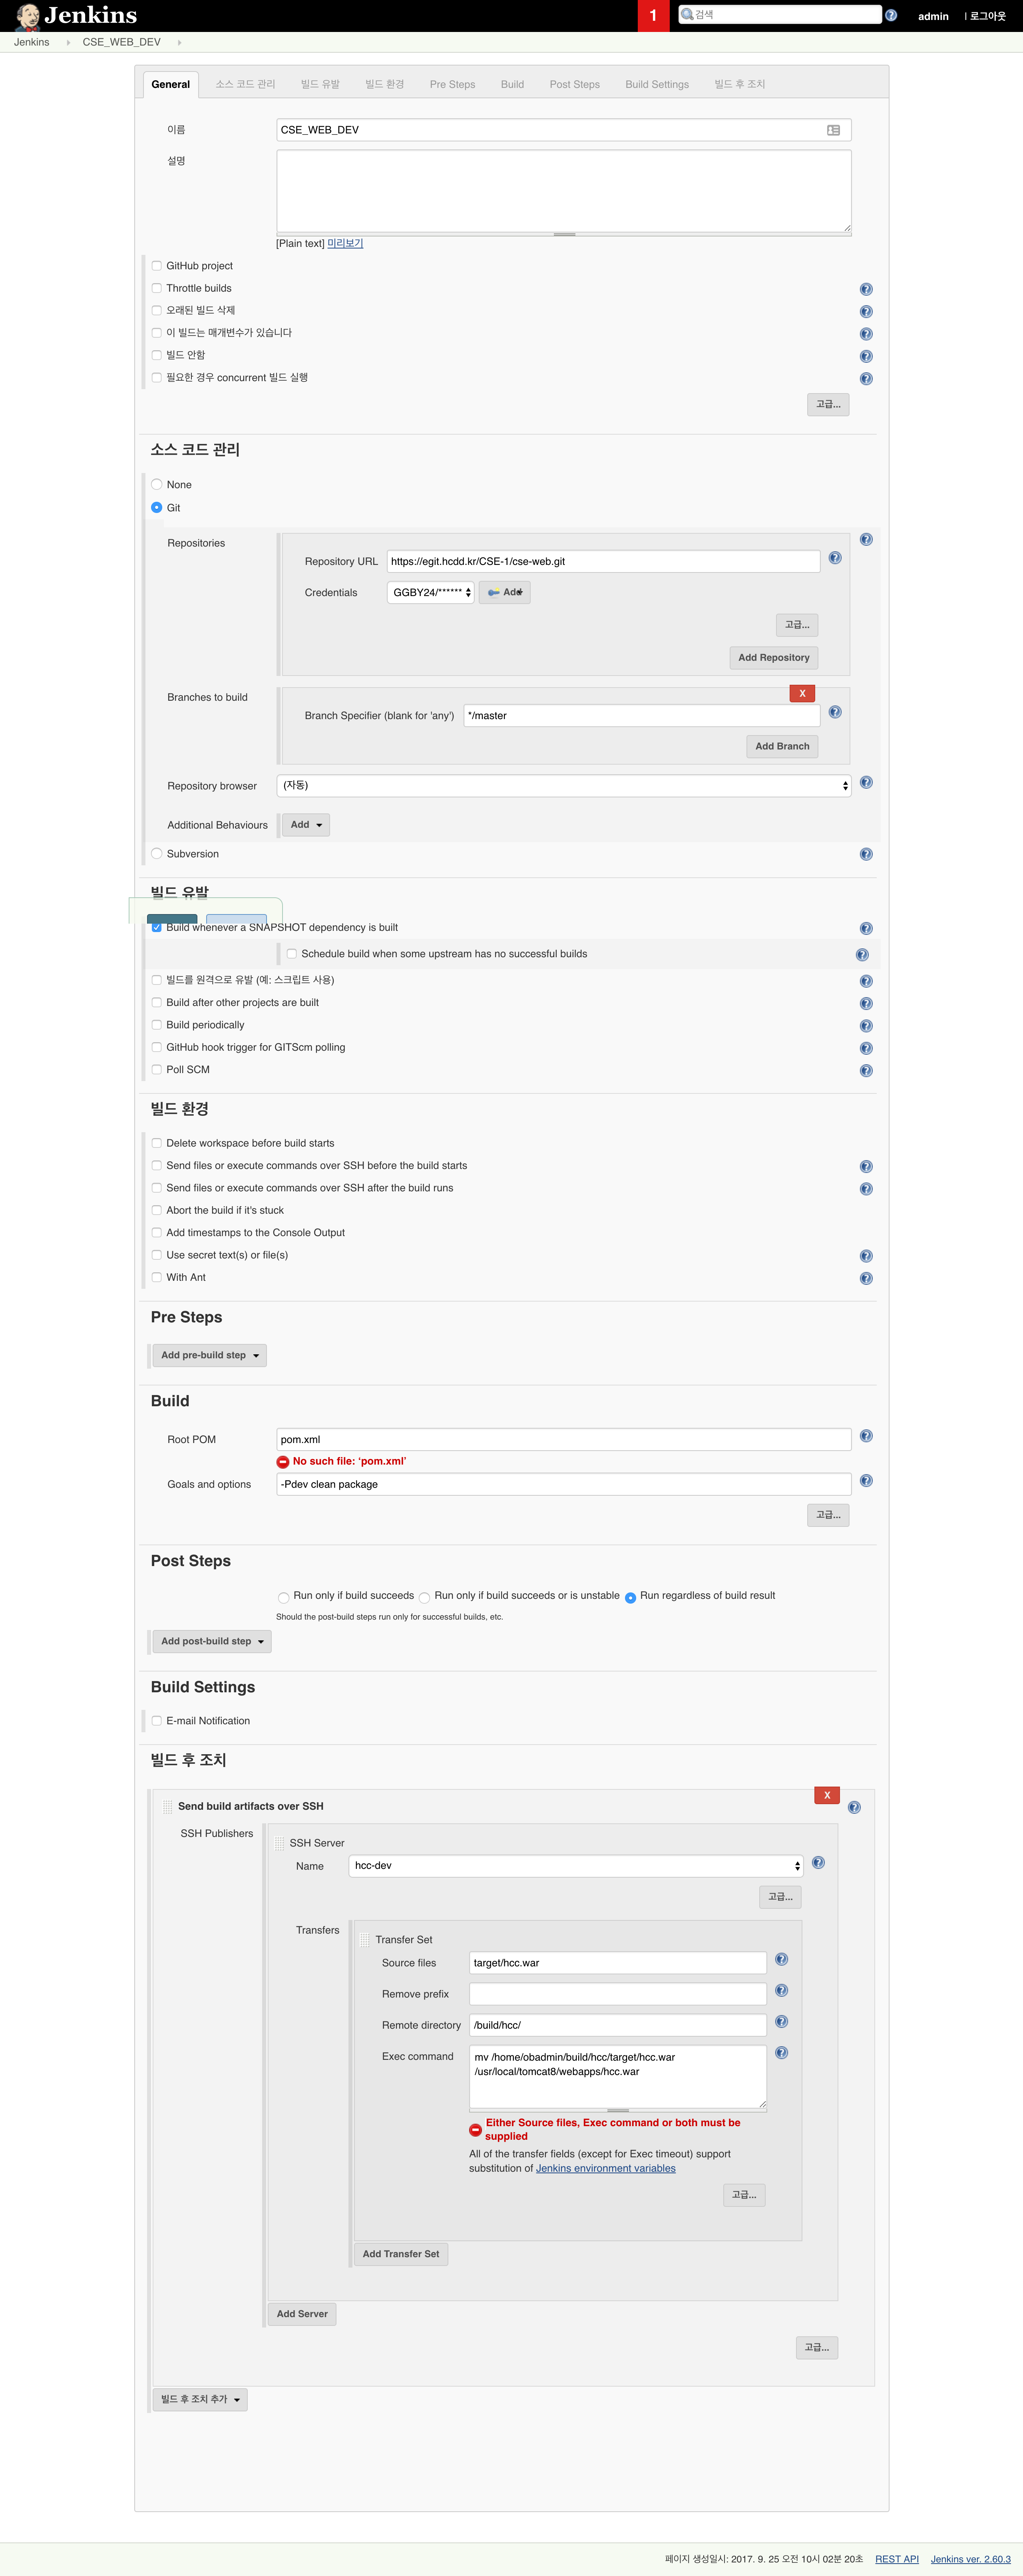 Jenkins
1
검색
admin
| 로그아웃
Jenkins
CSE_WEB_DEV
General
소스 코드 관리
빌드 유발
빌드 환경
Pre Steps
Build
Post Steps
Build Settings
빌드 후 조치
이름
CSE_WEB_DEV
설명
[Plain text] 미리보기
GitHub project
Throttle builds
오래된 빌드 삭제
이 빌드는 매개변수가 있습니다
빌드 안함
필요한 경우 concurrent 빌드 실행
고급...
소스 코드 관리
None
Git
Repositories
Repository URL
https://egit.hcdd.kr/CSE-1/cse-web.git
Credentials
GGBY24/******
Add
고급...
Add Repository
Branches to build
X
Branch Specifier (blank for 'any')
*/master
Add Branch
Repository browser
(자동)
Additional Behaviours
Add
Subversion
빌드 유발
Build whenever a SNAPSHOT dependency is built
Schedule build when some upstream has no successful builds
빌드를 원격으로 유발 (예: 스크립트 사용)
Build after other projects are built
Build periodically
GitHub hook trigger for GITScm polling
Poll SCM
빌드 환경
Delete workspace before build starts
Send files or execute commands over SSH before the build starts
Send files or execute commands over SSH after the build runs
Abort the build if it's stuck
Add timestamps to the Console Output
Use secret text(s) or file(s)
With Ant
Pre Steps
Add pre-build step
Build
Root POM
pom.xml
No such file: ‘pom.xml’
Goals and options
-Pdev clean package
고급...
Post Steps
Run only if build succeeds
Run only if build succeeds or is unstable
Run regardless of build result
Should the post-build steps run only for successful builds, etc.
Add post-build step
Build Settings
E-mail Notification
빌드 후 조치
X
Send build artifacts over SSH
SSH Publishers
SSH Server
Name
hcc-dev
고급...
Transfers
Transfer Set
Source files
target/hcc.war
Remove prefix
Remote directory
/build/hcc/
Exec command
mv /home/obadmin/build/hcc/target/hcc.war
/usr/local/tomcat8/webapps/hcc.war
Either Source files, Exec command or both must be
supplied
All of the transfer fields (except for Exec timeout) support
substitution of Jenkins environment variables
고급...
Add Transfer Set
Add Server
고급...
빌드 후 조치 추가
페이지 생성일시: 2017. 9. 25 오전 10시 02분 20초
REST API
Jenkins ver. 2.60.3